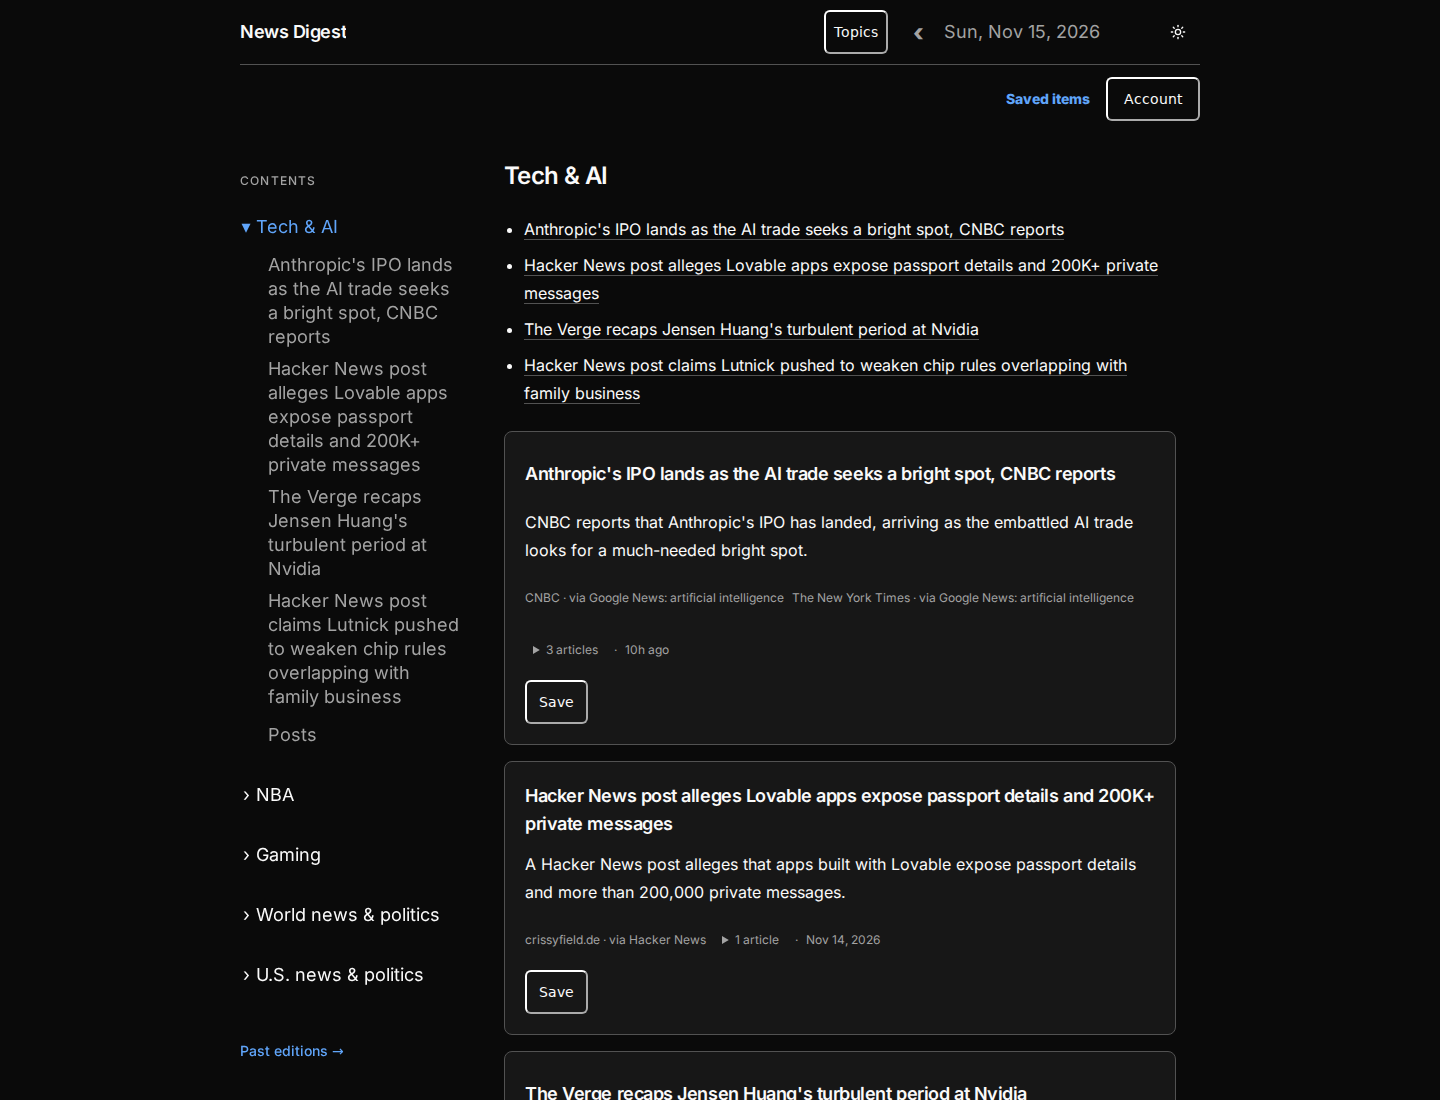 News Digest
Topics
‹ Sun, Nov 15, 2026
Saved items
Account
CONTENTS
▾ Tech & AI
Anthropic's IPO lands
as the AI trade seeks
a bright spot, CNBC
reports
Hacker News post
alleges Lovable apps
expose passport
details and 200K+
private messages
The Verge recaps
Jensen Huang's
turbulent period at
Nvidia
Hacker News post
claims Lutnick pushed
to weaken chip rules
overlapping with
family business
Posts
› NBA
› Gaming
› World news & politics
› U.S. news & politics
Past editions →
Tech & AI
• Anthropic's IPO lands as the AI trade seeks a bright spot, CNBC reports
• Hacker News post alleges Lovable apps expose passport details and 200K+ private
messages
• The Verge recaps Jensen Huang's turbulent period at Nvidia
• Hacker News post claims Lutnick pushed to weaken chip rules overlapping with
family business
Anthropic's IPO lands as the AI trade seeks a bright spot, CNBC reports
CNBC reports that Anthropic's IPO has landed, arriving as the embattled AI trade
looks for a much-needed bright spot.
CNBC · via Google News: artificial intelligence The New York Times · via Google News: artificial intelligence
▶ 3 articles · 10h ago
Save
Hacker News post alleges Lovable apps expose passport details and 200K+
private messages
A Hacker News post alleges that apps built with Lovable expose passport details
and more than 200,000 private messages.
crissyfield.de · via Hacker News ▶ 1 article · Nov 14, 2026
Save
The Verge recaps Jensen Huang's turbulent period at Nvidia